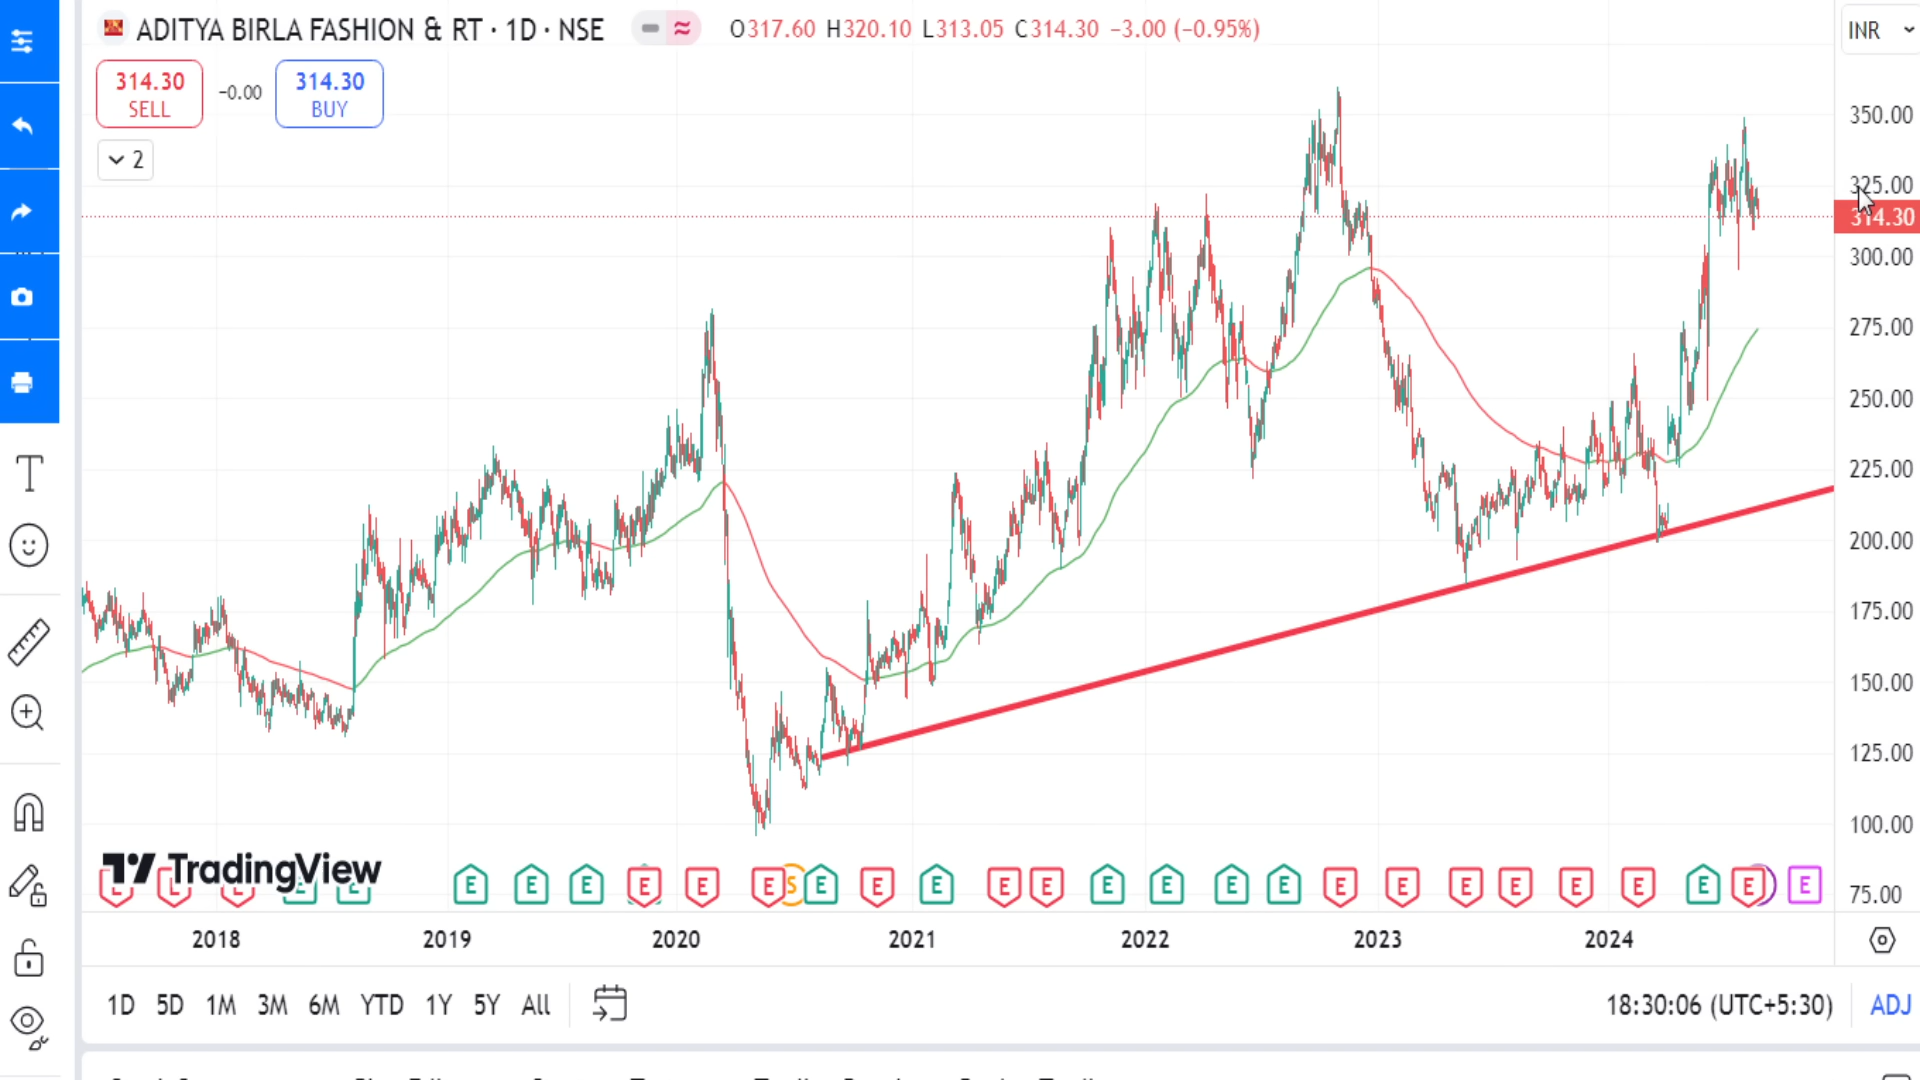 ADITYA BIRLA FASHION & RT · 1D · NSE
O317.60 H320.10 L313.05 C314.30 −3.00 (−0.95%)
INR
314.30
SELL
−0.00
314.30
BUY
2
350.00
325.00
314.30
300.00
275.00
250.00
225.00
200.00
175.00
150.00
125.00
100.00
75.00
TradingView
E E E E E E S E E E E E E E E E E E E E E E E E E
2018 2019 2020 2021 2022 2023 2024
1D 5D 1M 3M 6M YTD 1Y 5Y All
18:30:06 (UTC+5:30)
ADJ